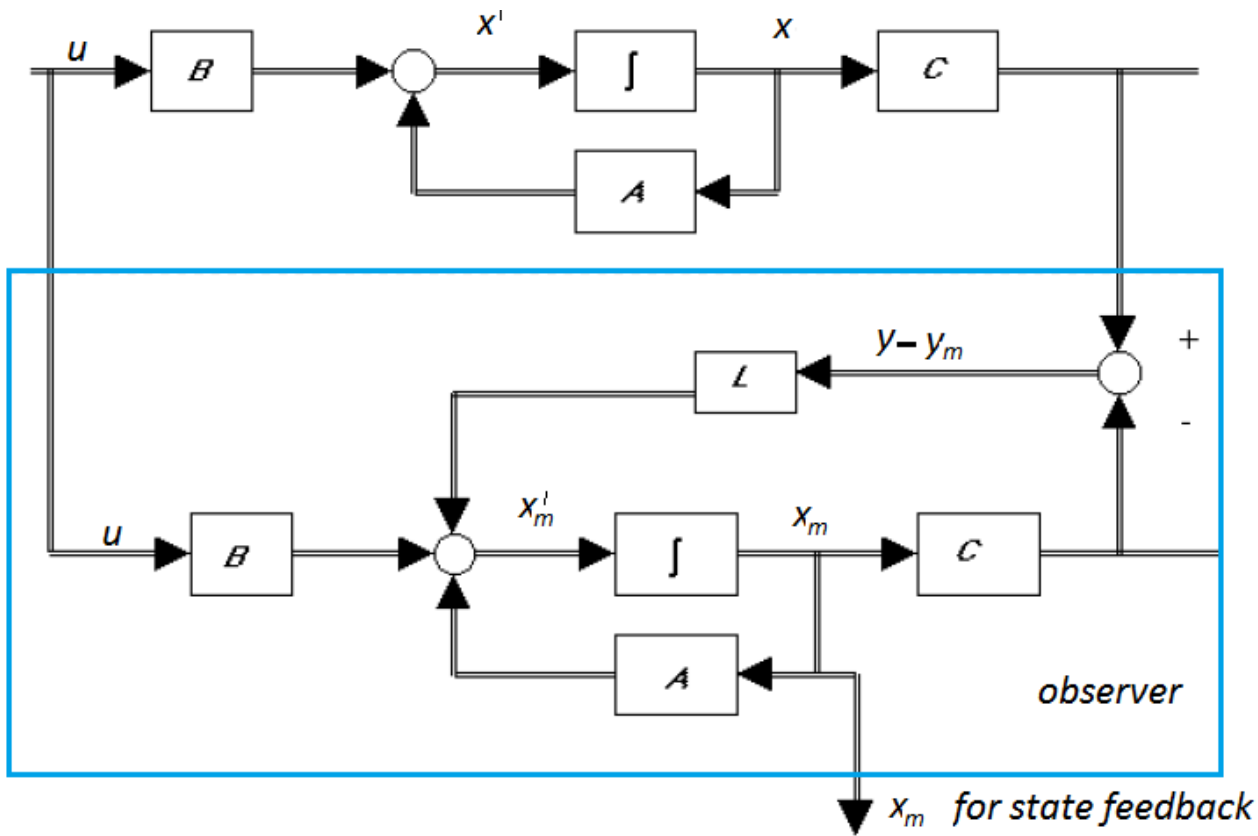 u B x' ∫ x C
A
+
L y – yₘ
-
u B xₘ' ∫ xₘ C
A
observer
xₘ for state feedback